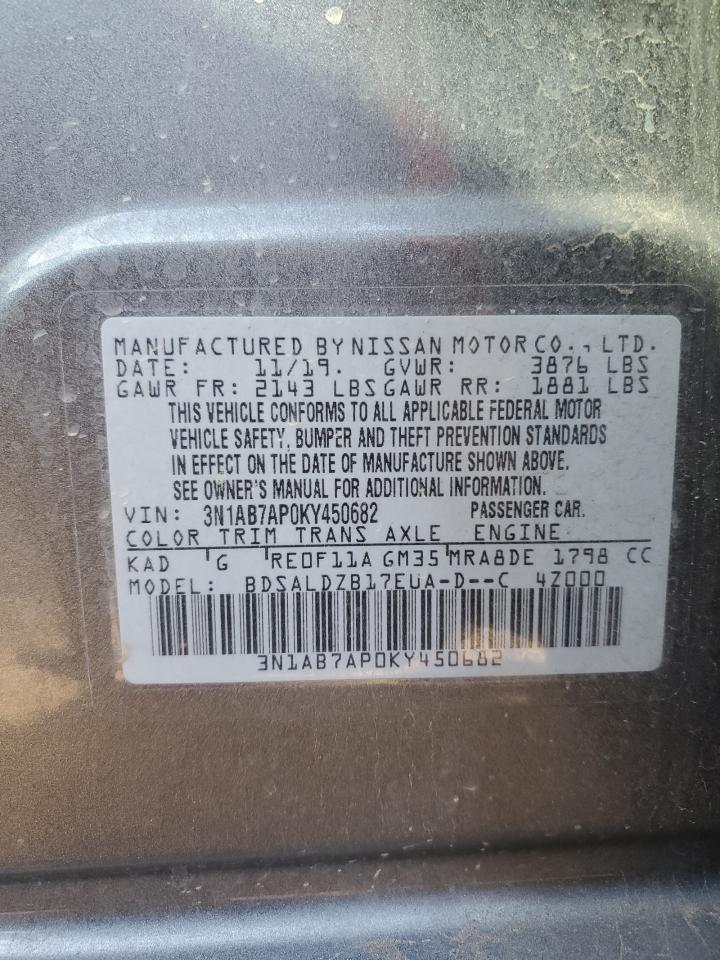 MANUFACTURED BY NISSAN MOTOR CO., LTD.
DATE: 11/19. GVWR: 3876 LBS
GAWR FR: 2143 LBS GAWR RR: 1881 LBS
THIS VEHICLE CONFORMS TO ALL APPLICABLE FEDERAL MOTOR
VEHICLE SAFETY, BUMPER AND THEFT PREVENTION STANDARDS
IN EFFECT ON THE DATE OF MANUFACTURE SHOWN ABOVE.
SEE OWNER'S MANUAL FOR ADDITIONAL INFORMATION.
VIN: 3N1AB7AP0KY450682 PASSENGER CAR.
COLOR TRIM TRANS AXLE ENGINE
KAD G RE0F11A GM35 MRA8DE 1798 CC
MODEL: BDSALDZB17EUA-D--C 4Z000
3N1AB7AP0KY450682